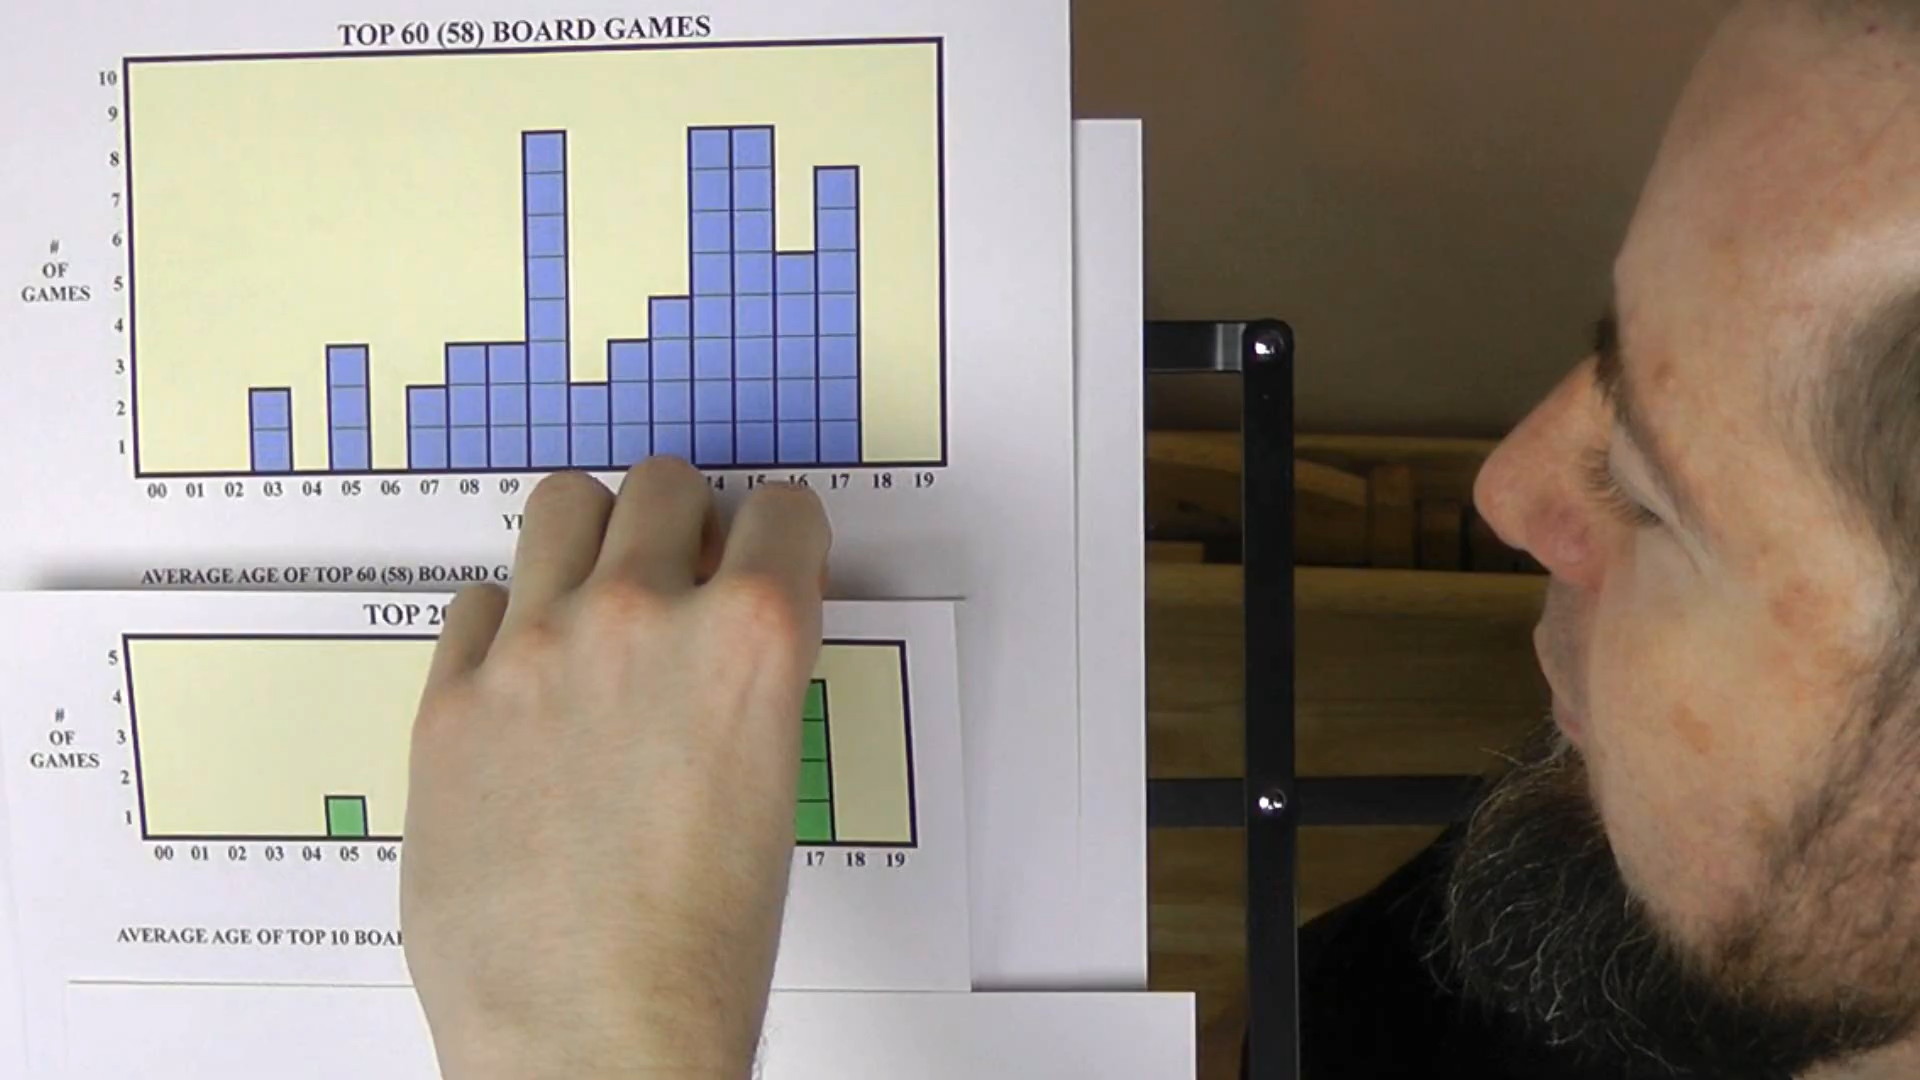 TOP 60 (58) BOARD GAMES
10
9
8
7
6
5
4
3
2
1
#
OF
GAMES
00 01 02 03 04 05 06 07 08 09 14 15 16 17 18 19
AVERAGE AGE OF TOP 60 (58) BOARD
TOP
5
4
3
2
1
#
OF
GAMES
00 01 02 03 04 05 06 17 18 19
AVERAGE AGE OF TOP 10